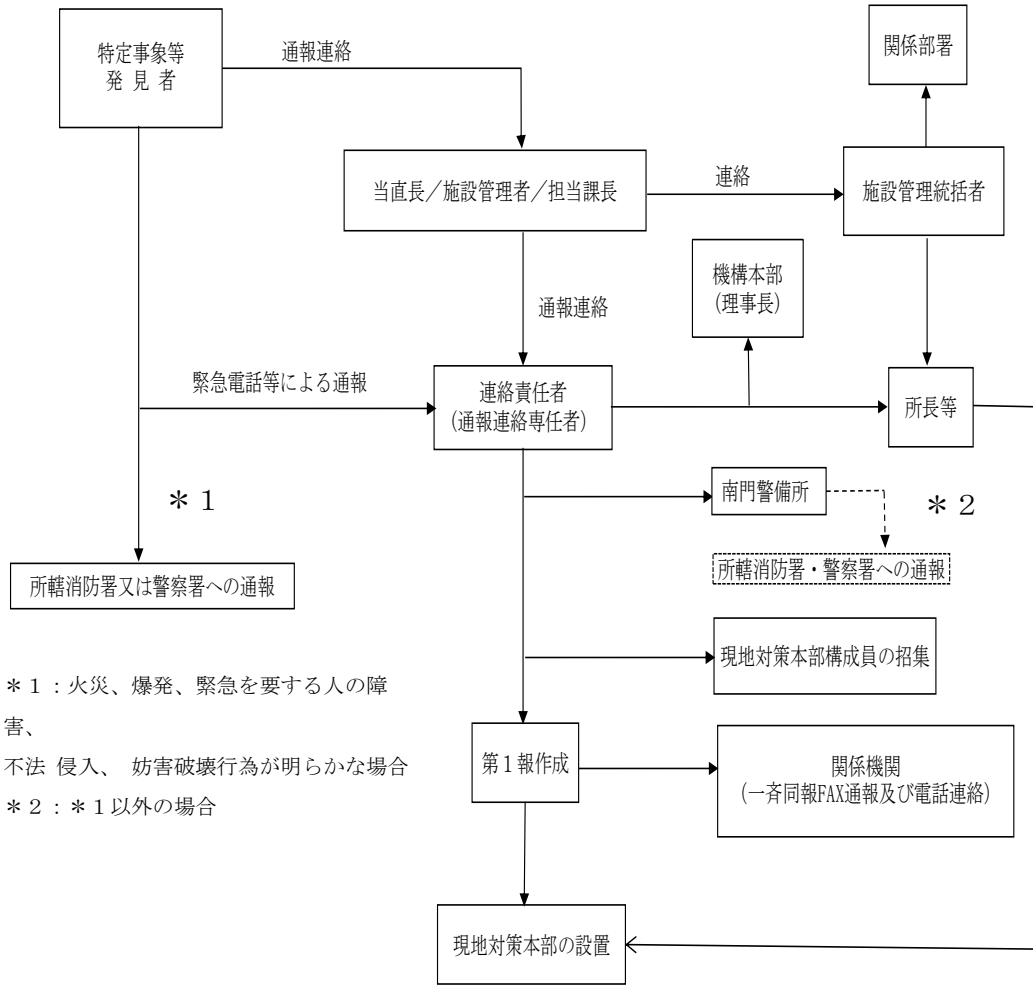 特定事象等
発 見 者
通報連絡
関係部署
当直長／施設管理者／担当課長
連絡
施設管理統括者
機構本部
(理事長)
通報連絡
緊急電話等による通報
連絡責任者
(通報連絡専任者)
所長等
＊１
南門警備所
＊２
所轄消防署又は警察署への通報
所轄消防署・警察署への通報
現地対策本部構成員の招集
＊１：火災、爆発、緊急を要する人の障
害、
不法 侵入、 妨害破壊行為が明らかな場合
＊２：＊１以外の場合
第１報作成
関係機関
(一斉同報FAX通報及び電話連絡)
現地対策本部の設置